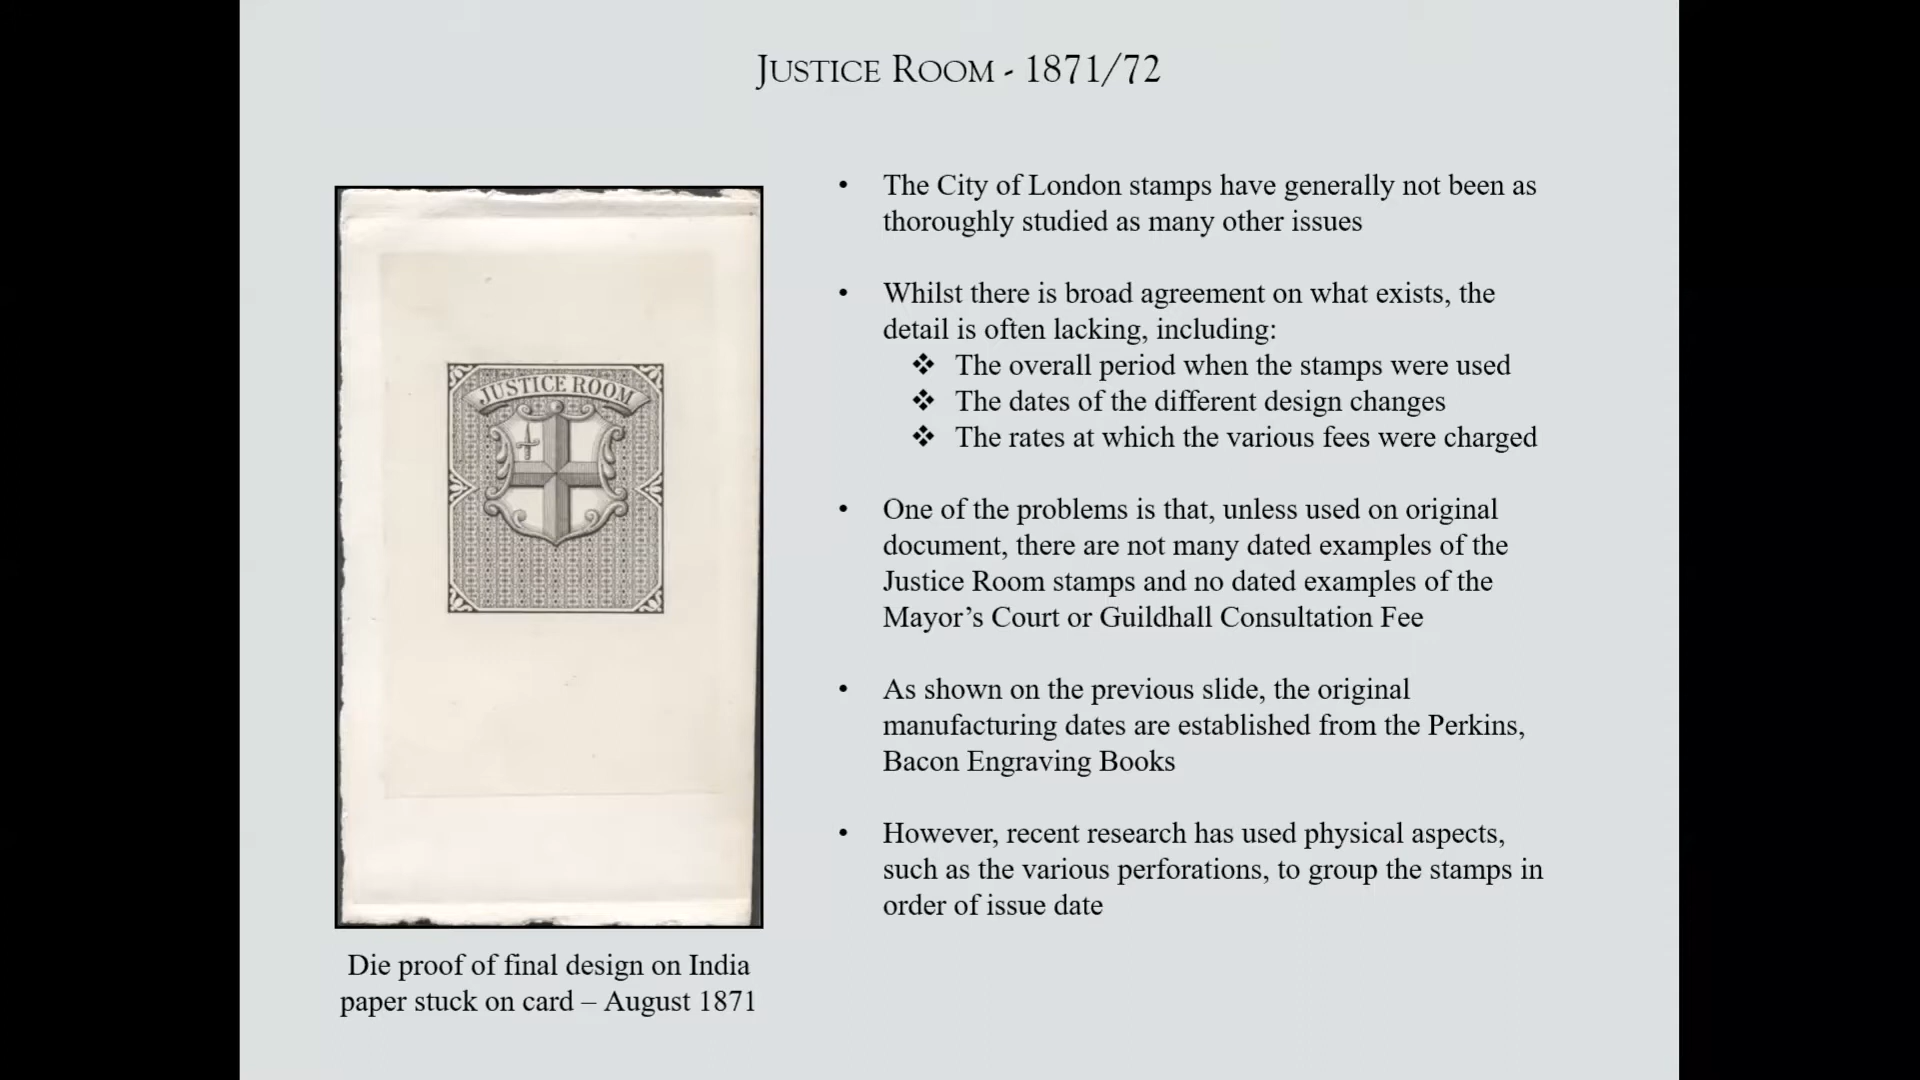 JUSTICE ROOM - 1871/72
JUSTICE ROOM
Die proof of final design on India
paper stuck on card – August 1871
• The City of London stamps have generally not been as
thoroughly studied as many other issues
• Whilst there is broad agreement on what exists, the
detail is often lacking, including:
❖ The overall period when the stamps were used
❖ The dates of the different design changes
❖ The rates at which the various fees were charged
• One of the problems is that, unless used on original
document, there are not many dated examples of the
Justice Room stamps and no dated examples of the
Mayor’s Court or Guildhall Consultation Fee
• As shown on the previous slide, the original
manufacturing dates are established from the Perkins,
Bacon Engraving Books
• However, recent research has used physical aspects,
such as the various perforations, to group the stamps in
order of issue date